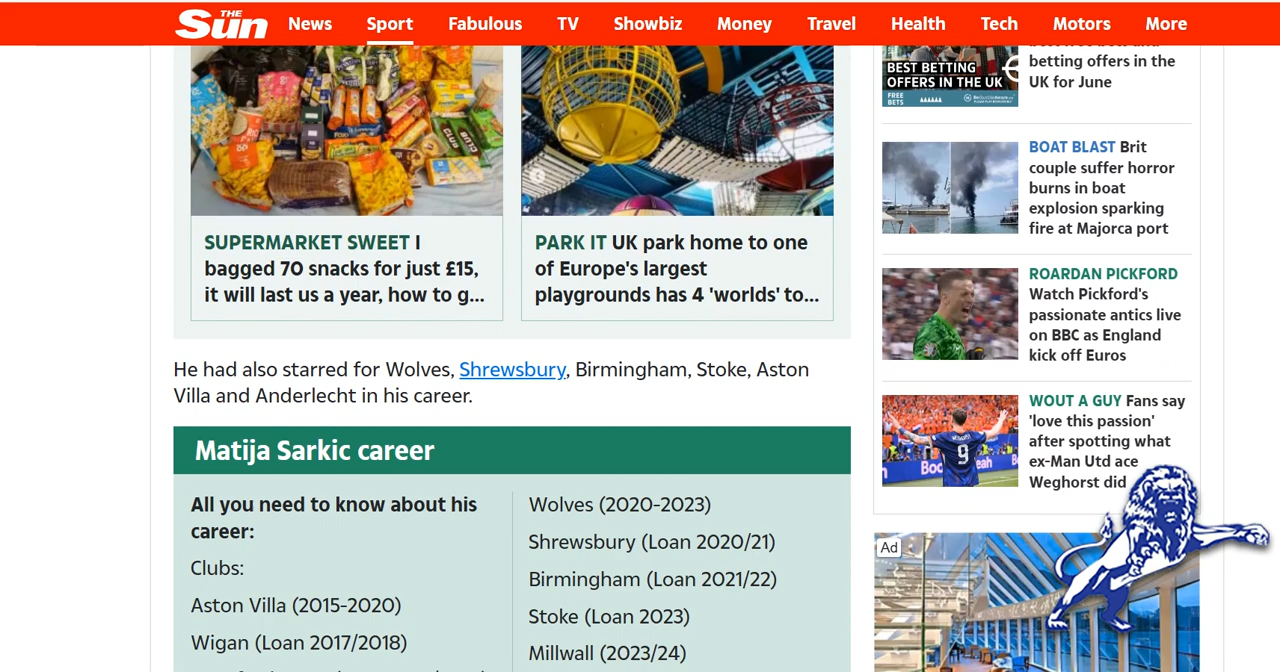 THE Sun News Sport Fabulous TV Showbiz Money Travel Health Tech Motors More
SUPERMARKET SWEET I
bagged 70 snacks for just £15,
it will last us a year, how to g...
PARK IT UK park home to one
of Europe's largest
playgrounds has 4 'worlds' to...
He had also starred for Wolves, Shrewsbury, Birmingham, Stoke, Aston
Villa and Anderlecht in his career.
Matija Sarkic career
All you need to know about his
career:
Clubs:
Aston Villa (2015-2020)
Wigan (Loan 2017/2018)
Wolves (2020-2023)
Shrewsbury (Loan 2020/21)
Birmingham (Loan 2021/22)
Stoke (Loan 2023)
Millwall (2023/24)
BEST BETTING
OFFERS IN THE UK
FREE
BETS
betting offers in the
UK for June
BOAT BLAST Brit
couple suffer horror
burns in boat
explosion sparking
fire at Majorca port
ROARDAN PICKFORD
Watch Pickford's
passionate antics live
on BBC as England
kick off Euros
WOUT A GUY Fans say
'love this passion'
after spotting what
ex-Man Utd ace
Weghorst did
9
Ad